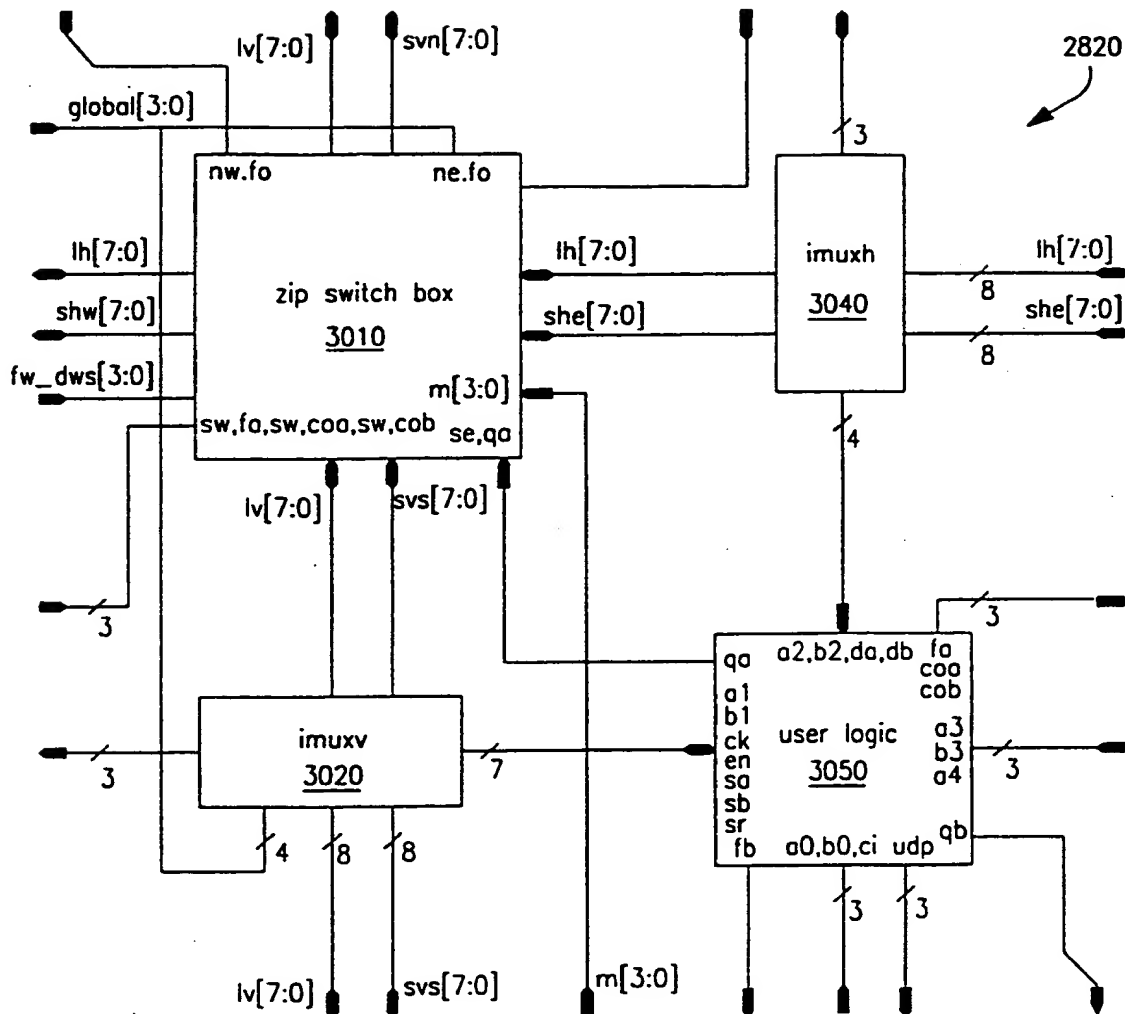 lv[7:0]
svn[7:0]
2820
global[3:0]
3
nw.fo
ne.fo
lh[7:0]
lh[7:0]
imuxh
lh[7:0]
zip switch box
8
shw[7:0]
3010
she[7:0]
3040
she[7:0]
8
fw_dws[3:0]
m[3:0]
sw,fa,sw,coa,sw,cob
se,qa
4
lv[7:0]
svs[7:0]
3
3
qa
a2,b2,da,db
fa
coa
cob
a1
b1
ck
en
sa
sb
sr
user logic
3050
a3
b3
a4
3
imuxv
3020
3
7
qb
fb
a0,b0,ci
udp
4
8
8
3
3
lv[7:0]
svs[7:0]
m[3:0]